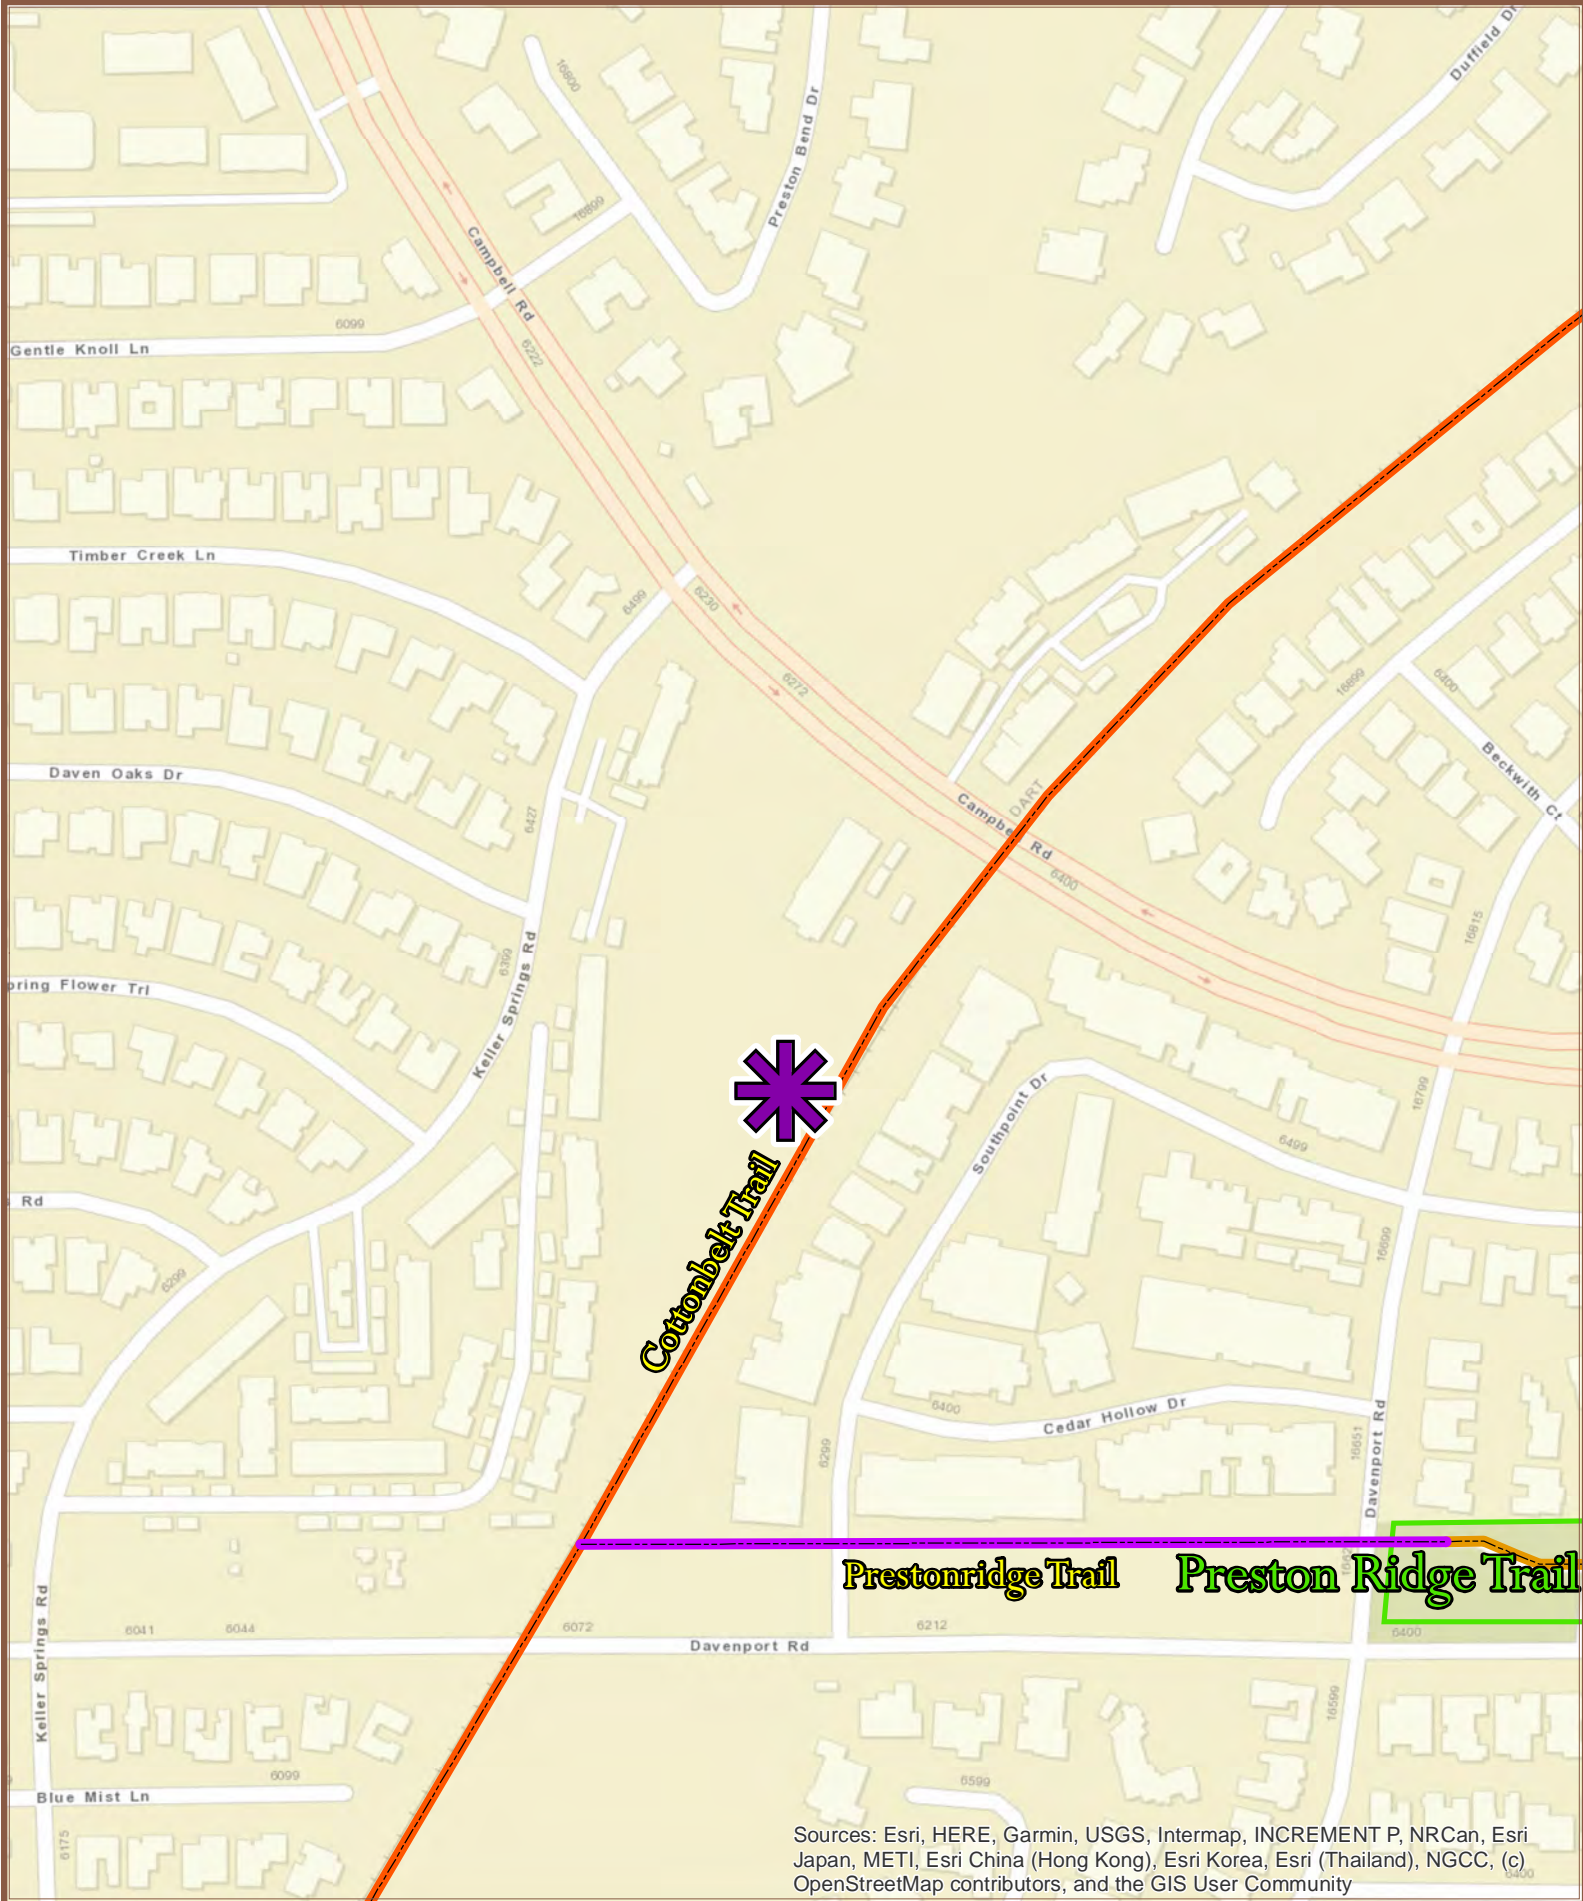 Duffield Dr
16800
Preston Bend Dr
16899
Campbell Rd
6099
Gentle Knoll Ln
6222
Timber Creek Ln
6499
6230
6272
16899
6400
Beckwith Ct
Daven Oaks Dr
6427
DART
Campbe Rd
6400
16815
6399
pring Flower Trl
Keller Springs Rd
16799
Southpoint Dr
6499
Cottonbelt Trail
s Rd
16699
6299
6400
Cedar Hollow Dr
Davenport Rd
6299
16651
Prestonridge Trail
Preston Ridge Trail
6041
6044
6072
6212
6400
Davenport Rd
Keller Springs Rd
16599
6099
6599
Blue Mist Ln
6175
Sources: Esri, HERE, Garmin, USGS, Intermap, INCREMENT P, NRCan, Esri
Japan, METI, Esri China (Hong Kong), Esri Korea, Esri (Thailand), NGCC, (c)
OpenStreetMap contributors, and the GIS User Community
6400